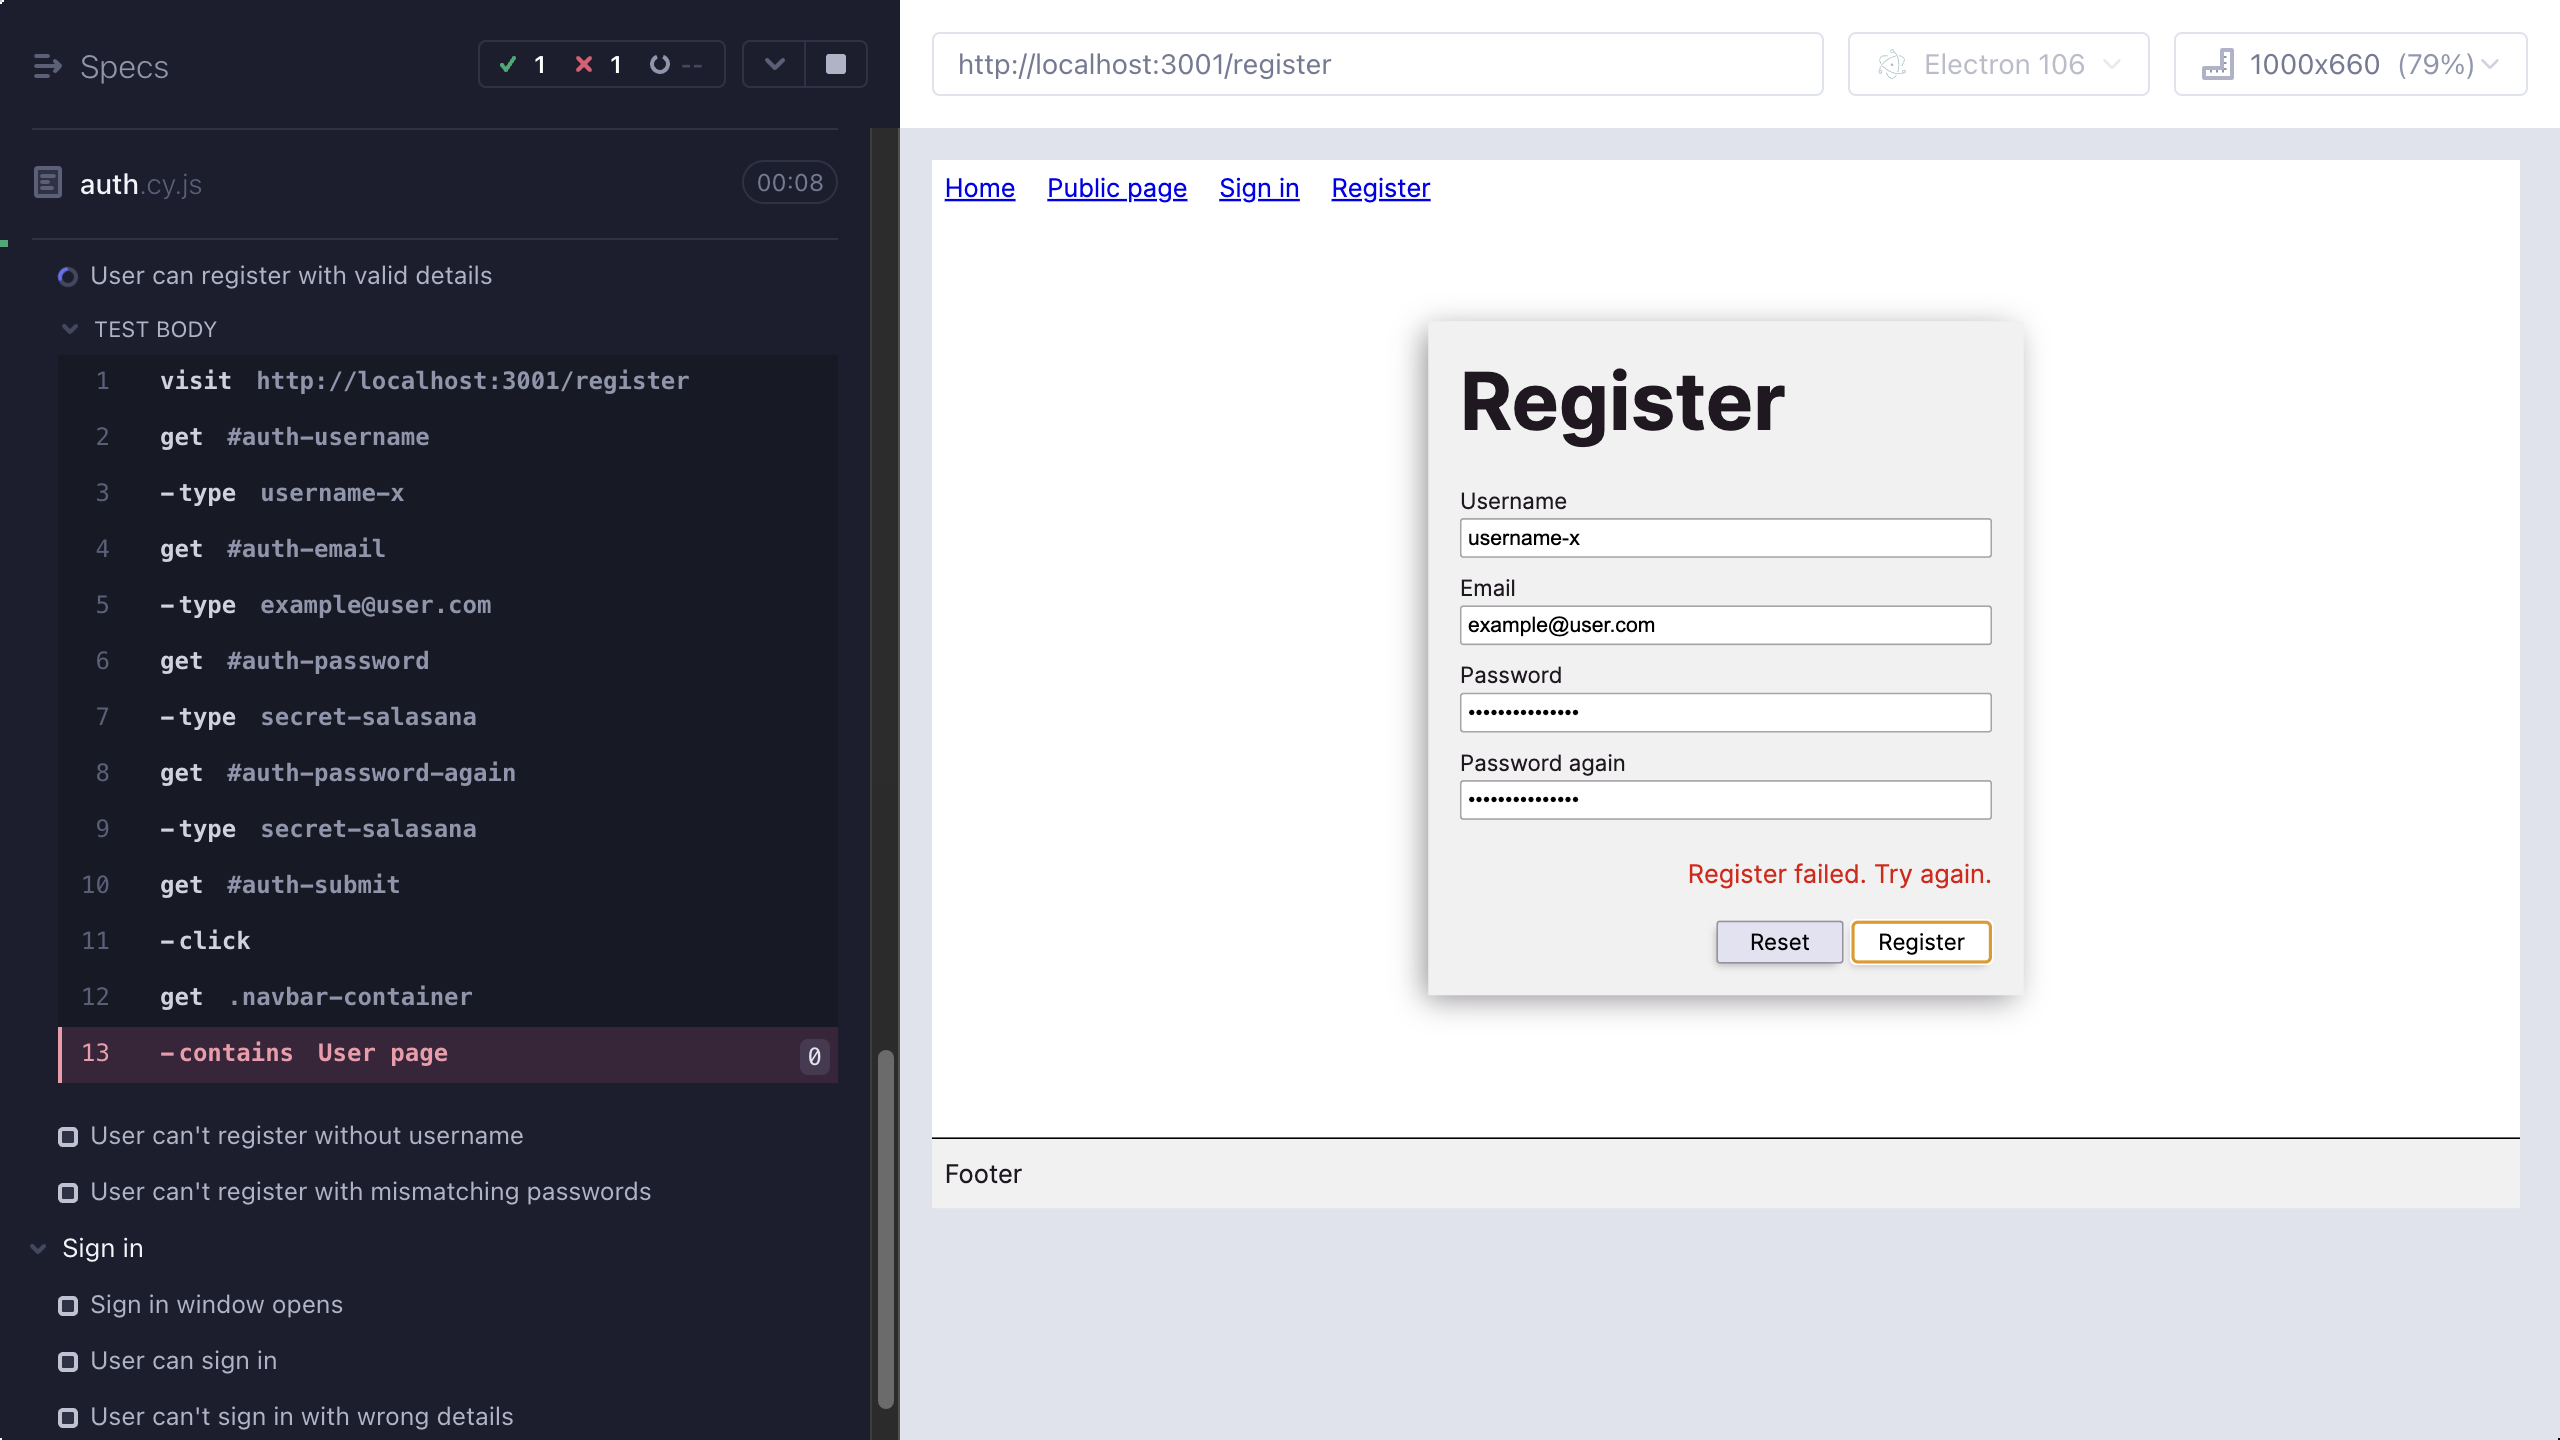 Specs
1 1 --
auth.cy.js 00:08
User can register with valid details
TEST BODY
1 visit http://localhost:3001/register
2 get #auth-username
3 -type username-x
4 get #auth-email
5 -type example@user.com
6 get #auth-password
7 -type secret-salasana
8 get #auth-password-again
9 -type secret-salasana
10 get #auth-submit
11 -click
12 get .navbar-container
13 -contains User page 0
User can't register without username
User can't register with mismatching passwords
Sign in
Sign in window opens
User can sign in
User can't sign in with wrong details
http://localhost:3001/register
Electron 106
1000x660 (79%)
Home Public page Sign in Register
Register
Username
username-x
Email
example@user.com
Password
•••••••••••••••
Password again
•••••••••••••••
Register failed. Try again.
Reset Register
Footer